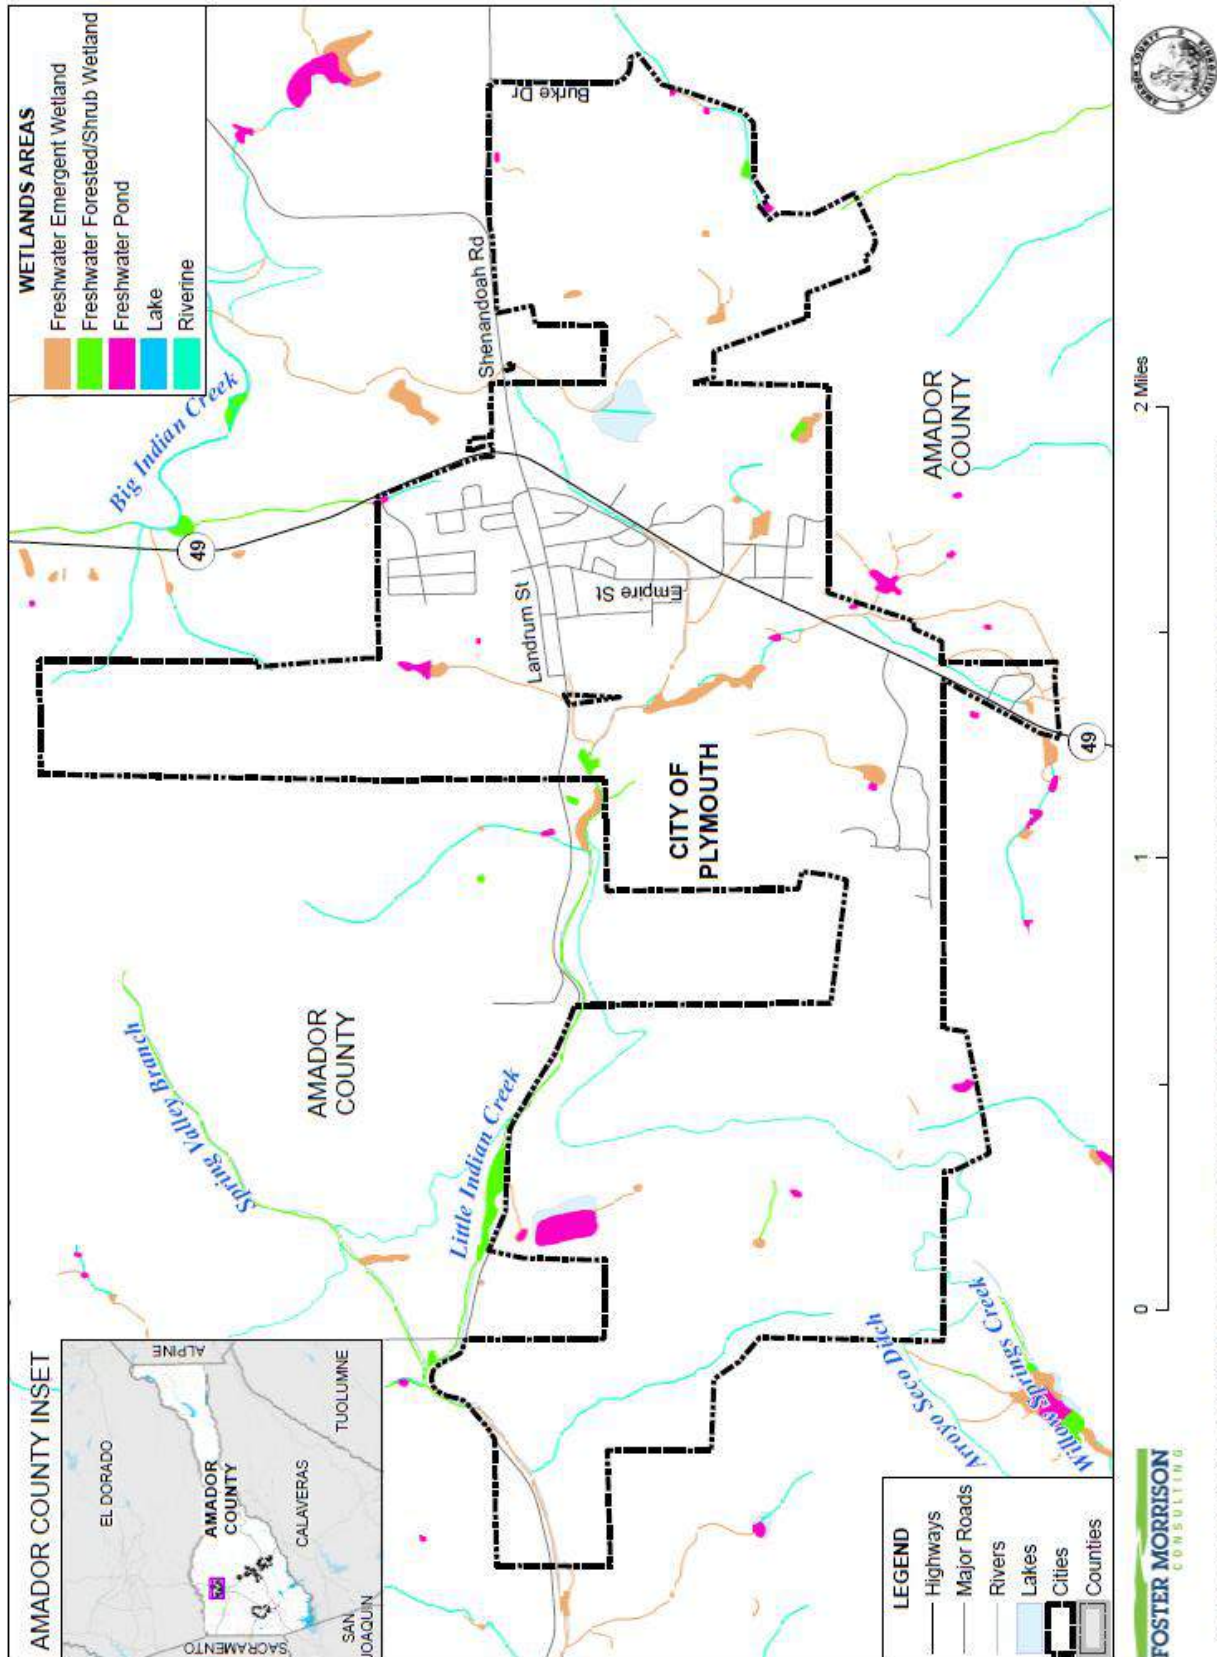 AMADOR COUNTY INSET
EL DORADO
ALPINE
AMADOR
COUNTY
SACRAMENTO
CALAVERAS
TUOLUMNE
SAN
JOAQUIN
WETLANDS AREAS
Freshwater Emergent Wetland
Freshwater Forested/Shrub Wetland
Freshwater Pond
Lake
Riverine
Big Indian Creek
49
Spring Valley Branch
AMADOR
COUNTY
Little Indian Creek
Landrum St
Shenandoah Rd
Burke Dr
Empire St
CITY OF
PLYMOUTH
AMADOR
COUNTY
49
Arroyo Seco Ditch
Willow Springs Creek
LEGEND
Highways
Major Roads
Rivers
Lakes
Cities
Counties
FOSTER MORRISON
CONSULTING
0
1
2 Miles
AMADOR COUNTY